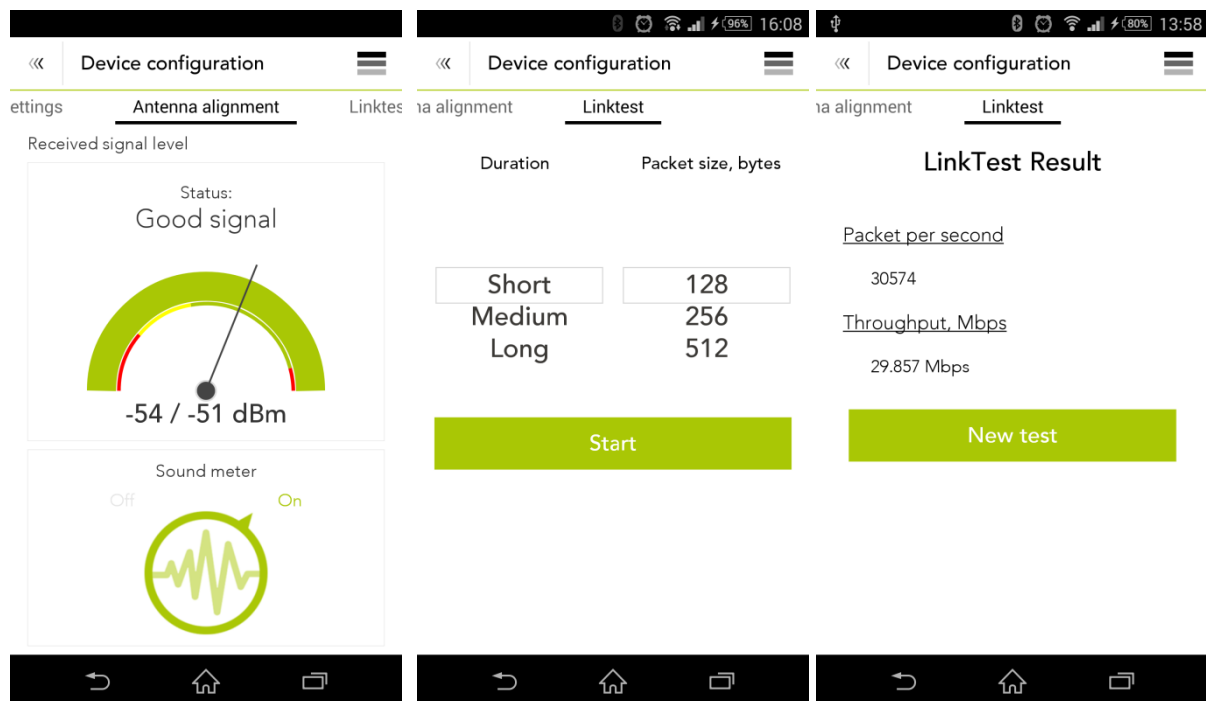 Device configuration
ettings Antenna alignment Linktes
Received signal level
Status:
Good signal
-54 / -51 dBm
Sound meter
Off On
96% 16:08
Device configuration
na alignment Linktest
Duration Packet size, bytes
Short 128
Medium 256
Long 512
Start
80% 13:58
Device configuration
na alignment Linktest
LinkTest Result
Packet per second
30574
Throughput, Mbps
29.857 Mbps
New test